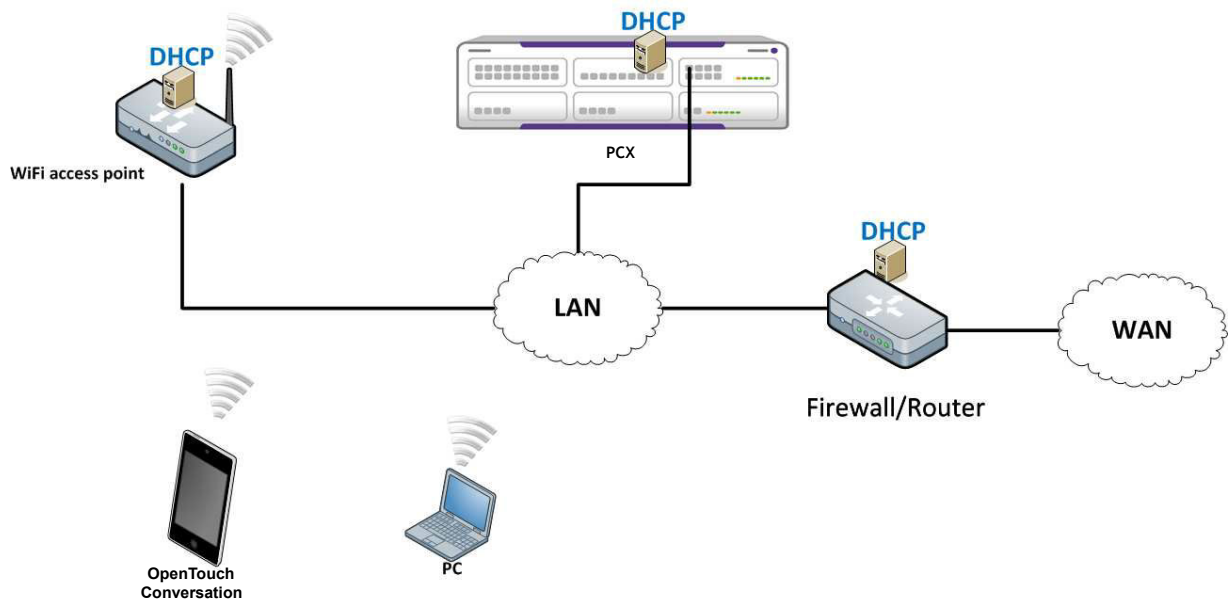 DHCP
DHCP
WiFi access point
PCX
DHCP
LAN
WAN
Firewall/Router
OpenTouch
Conversation
PC